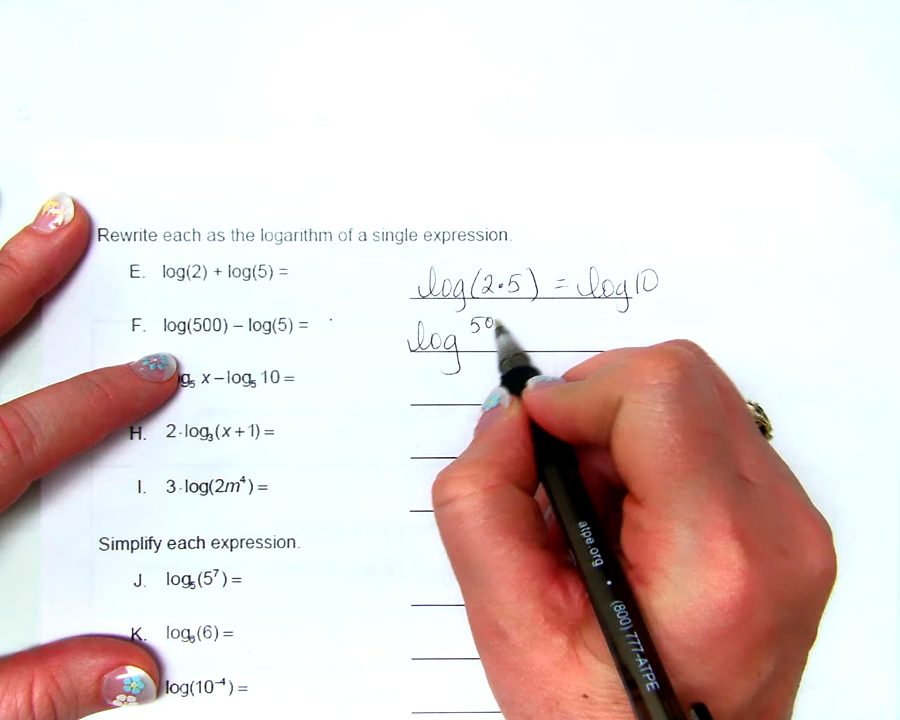 Rewrite each as the logarithm of a single expression.
E. log(2) + log(5) = log(2·5) = log10
F. log(500) – log(5) = log 50
g₅ x – log₅ 10 =
H. 2·log₃(x + 1) =
I. 3·log(2m⁴) =
Simplify each expression.
J. log₅(5⁷) =
K. log₆(6) =
log(10⁻⁴) =
atpe.org • (800) 777-ATPE